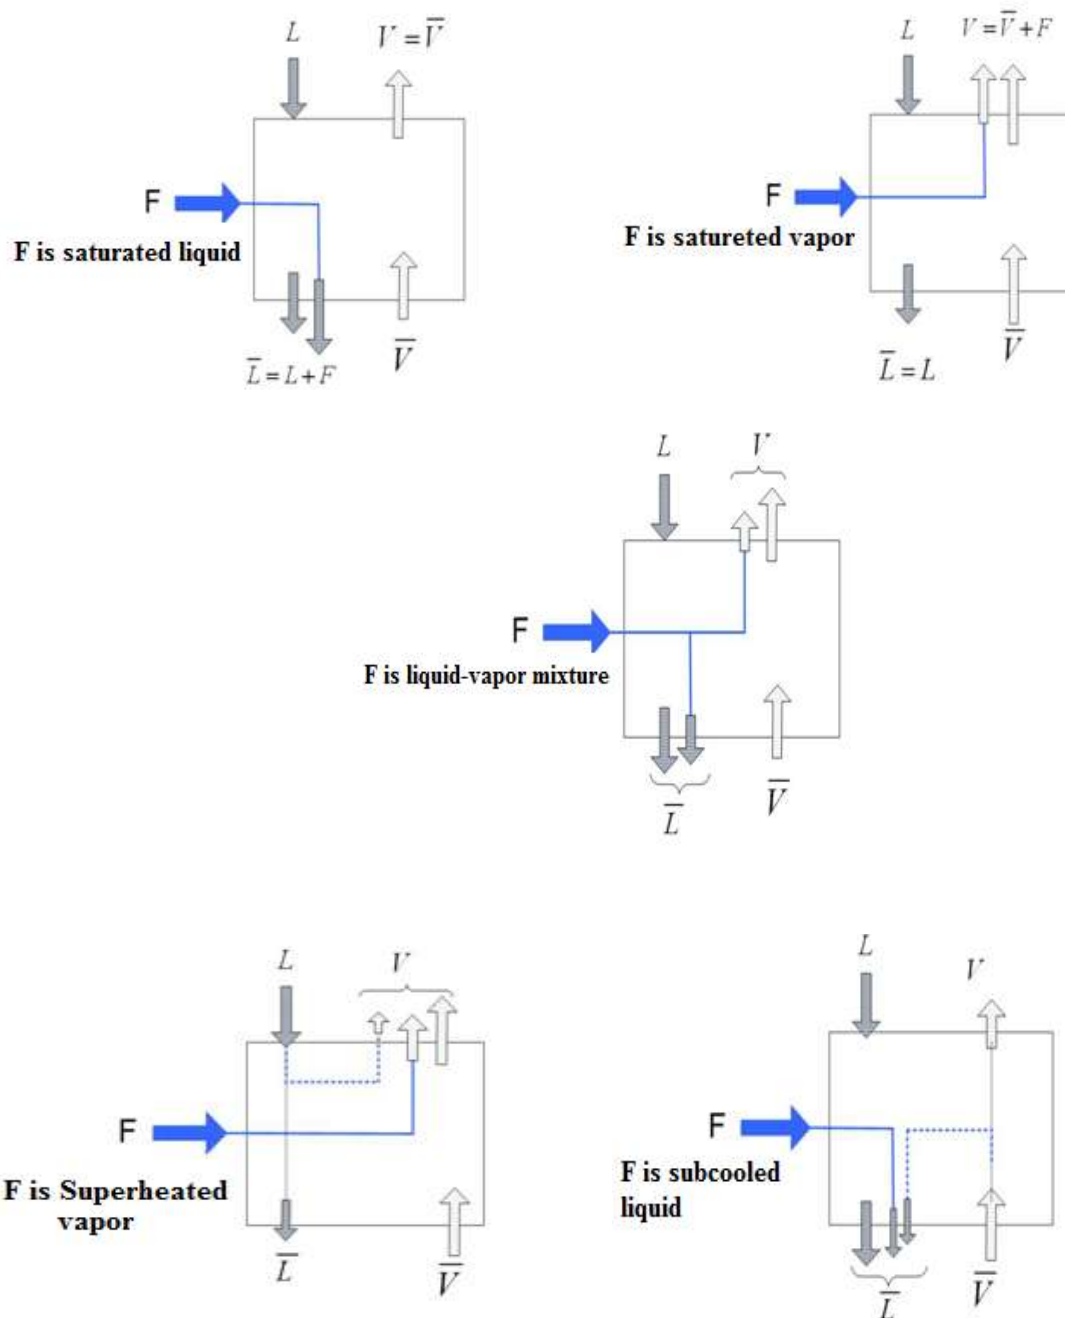 L
V = V̅
F
F is saturated liquid
L̅ = L + F
V̅
L
V = V̅ + F
F
F is satureted vapor
L̅ = L
V̅
L
V
F
F is liquid-vapor mixture
L̅
V̅
L
V
F
F is Superheated
vapor
L̅
V̅
L
V
F
F is subcooled
liquid
L̅
V̅